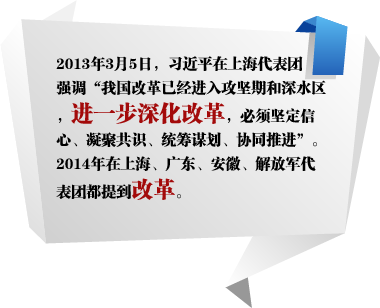 2013年3月5日，习近平在上海代表团
强调“我国改革已经进入攻坚期和深水区
，进一步深化改革，必须坚定信
心、凝聚共识、统筹谋划、协同推进”。
2014年在上海、广东、安徽、解放军代
表团都提到改革。